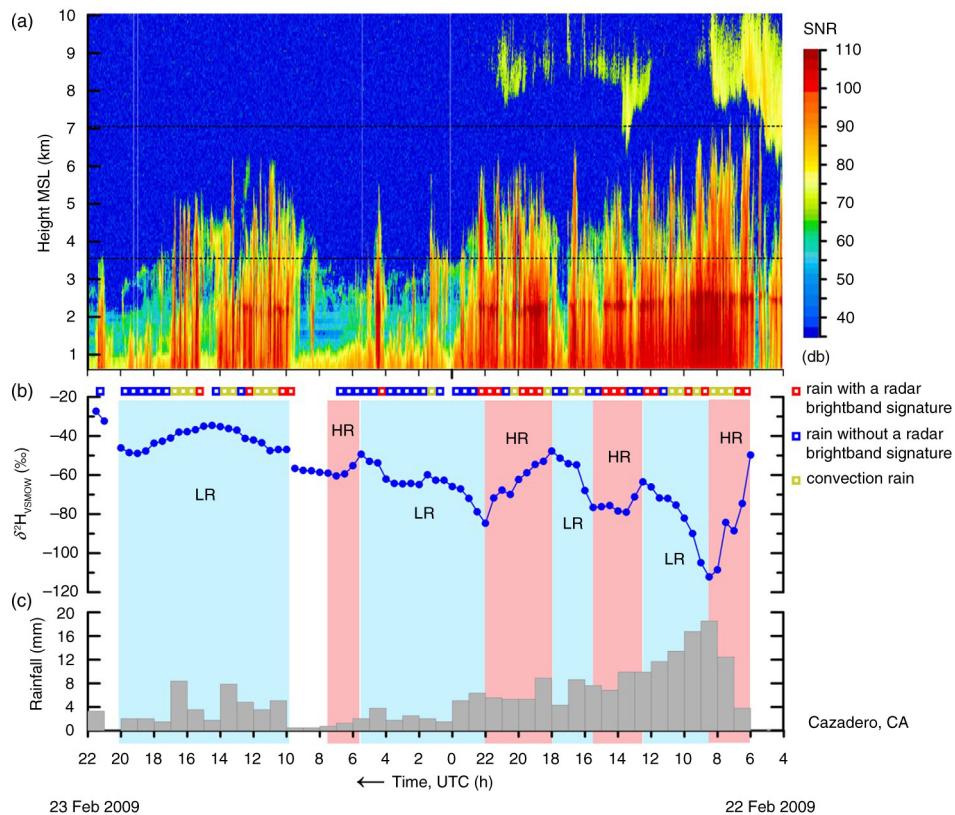 (a)
10
9
8
7
6
5
4
3
2
1
Height MSL (km)
SNR
110
100
90
80
70
60
50
40
(db)
(b)
−20
−40
−60
−80
−100
−120
δ²H_VSMOW (‰)
LR
HR
LR
HR
LR
HR
LR
HR
rain with a radar
brightband signature
rain without a radar
brightband signature
convection rain
(c)
20
16
12
8
4
0
Rainfall (mm)
Cazadero, CA
22 20 18 16 14 12 10 8 6 4 2 0 22 20 18 16 14 12 10 8 6 4
← Time, UTC (h)
23 Feb 2009 22 Feb 2009